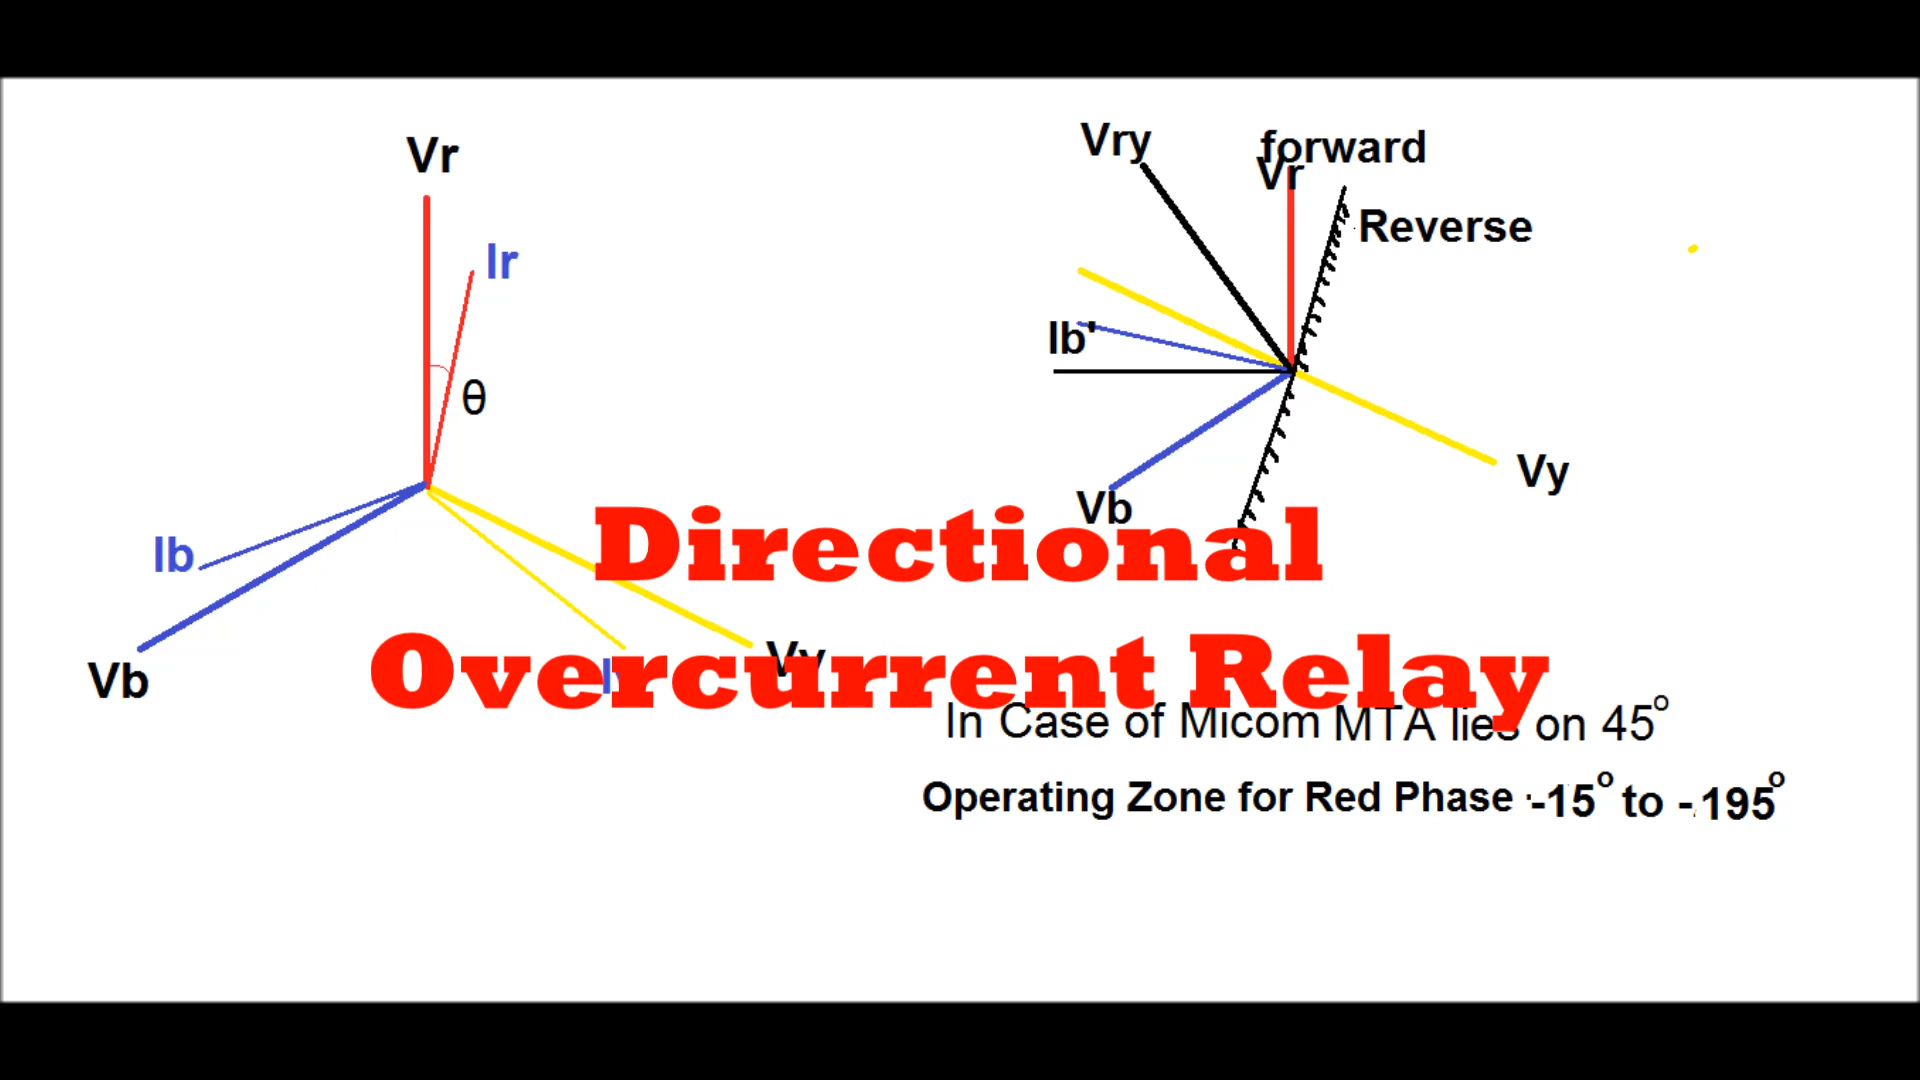 Vr
Ir
θ
Ib
Vb
Vy
Vry
forward
Vr
Reverse
Ib'
Vb
Vy
Directional
Overcurrent Relay
In Case of Micom MTA lies on 45°
Operating Zone for Red Phase -15° to -195°